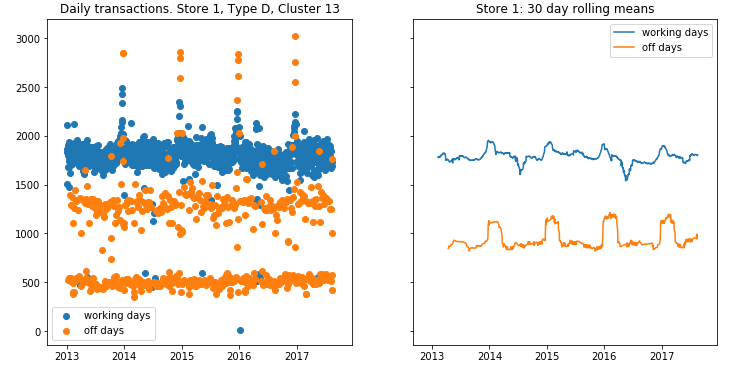 Daily transactions. Store 1, Type D, Cluster 13
3000
2500
2000
1500
1000
500
0
working days
off days
2013
2014
2015
2016
2017
Store 1: 30 day rolling means
working days
off days
2013
2014
2015
2016
2017